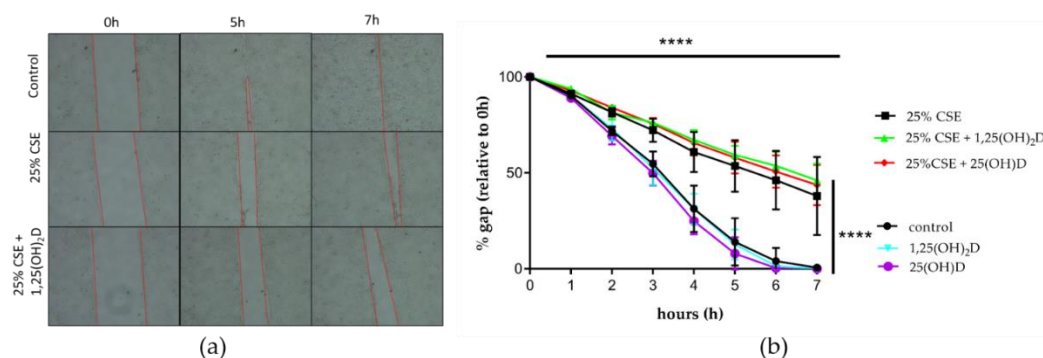 0h 5h 7h
Control
25% CSE
25% CSE +
1,25(OH)₂D
(a)
****
100
50
0
% gap (relative to 0h)
0 1 2 3 4 5 6 7
hours (h)
25% CSE
25% CSE + 1,25(OH)₂D
25%CSE + 25(OH)D
****
control
1,25(OH)₂D
25(OH)D
(b)